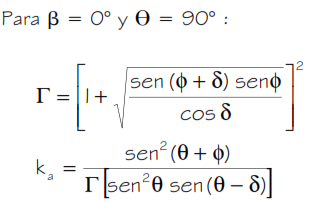 Para β = 0° y θ = 90° :
Γ = [1 + √(sen (ϕ + δ) senϕ / cos δ)]²
kₐ = sen² (θ + ϕ) / Γ [sen²θ sen (θ − δ)]